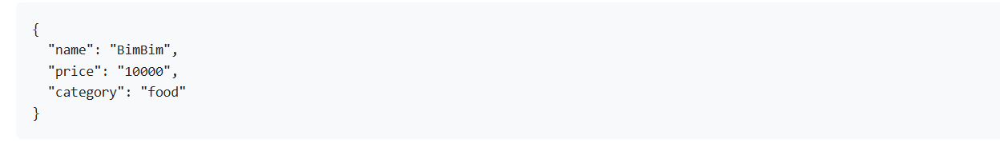 {
  "name": "BimBim",
  "price": "10000",
  "category": "food"
}